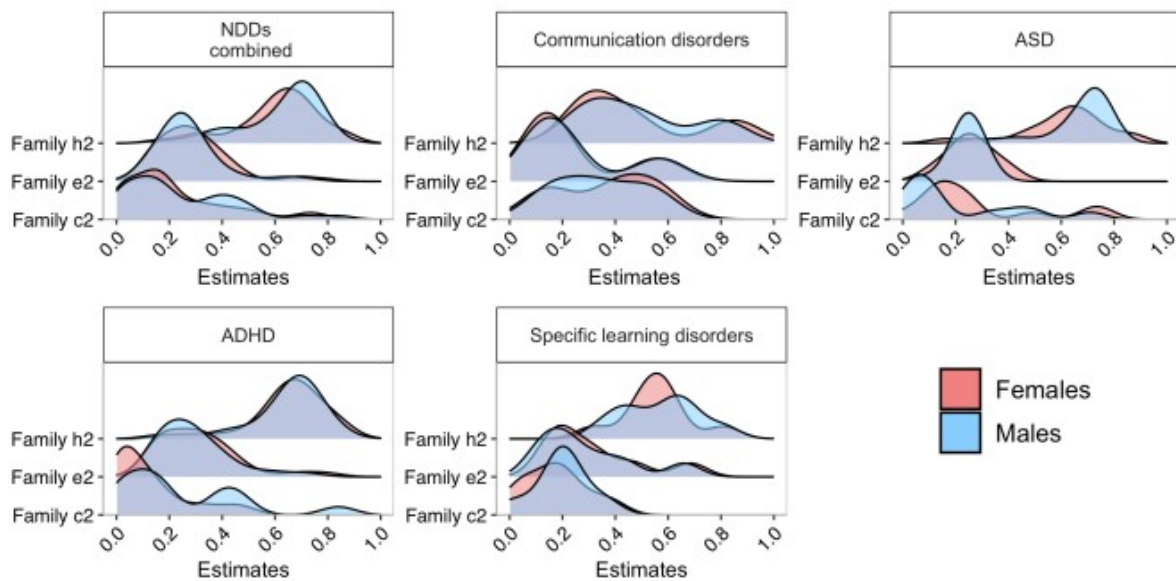 NDDs
combined
Communication disorders
ASD
Family h2
Family e2
Family c2
0.0 0.2 0.4 0.6 0.8 1.0
Estimates
Family h2
Family e2
Family c2
0.0 0.2 0.4 0.6 0.8 1.0
Estimates
Family h2
Family e2
Family c2
0.0 0.2 0.4 0.6 0.8 1.0
Estimates
ADHD
Specific learning disorders
Family h2
Family e2
Family c2
0.0 0.2 0.4 0.6 0.8 1.0
Estimates
Family h2
Family e2
Family c2
0.0 0.2 0.4 0.6 0.8 1.0
Estimates
Females
Males